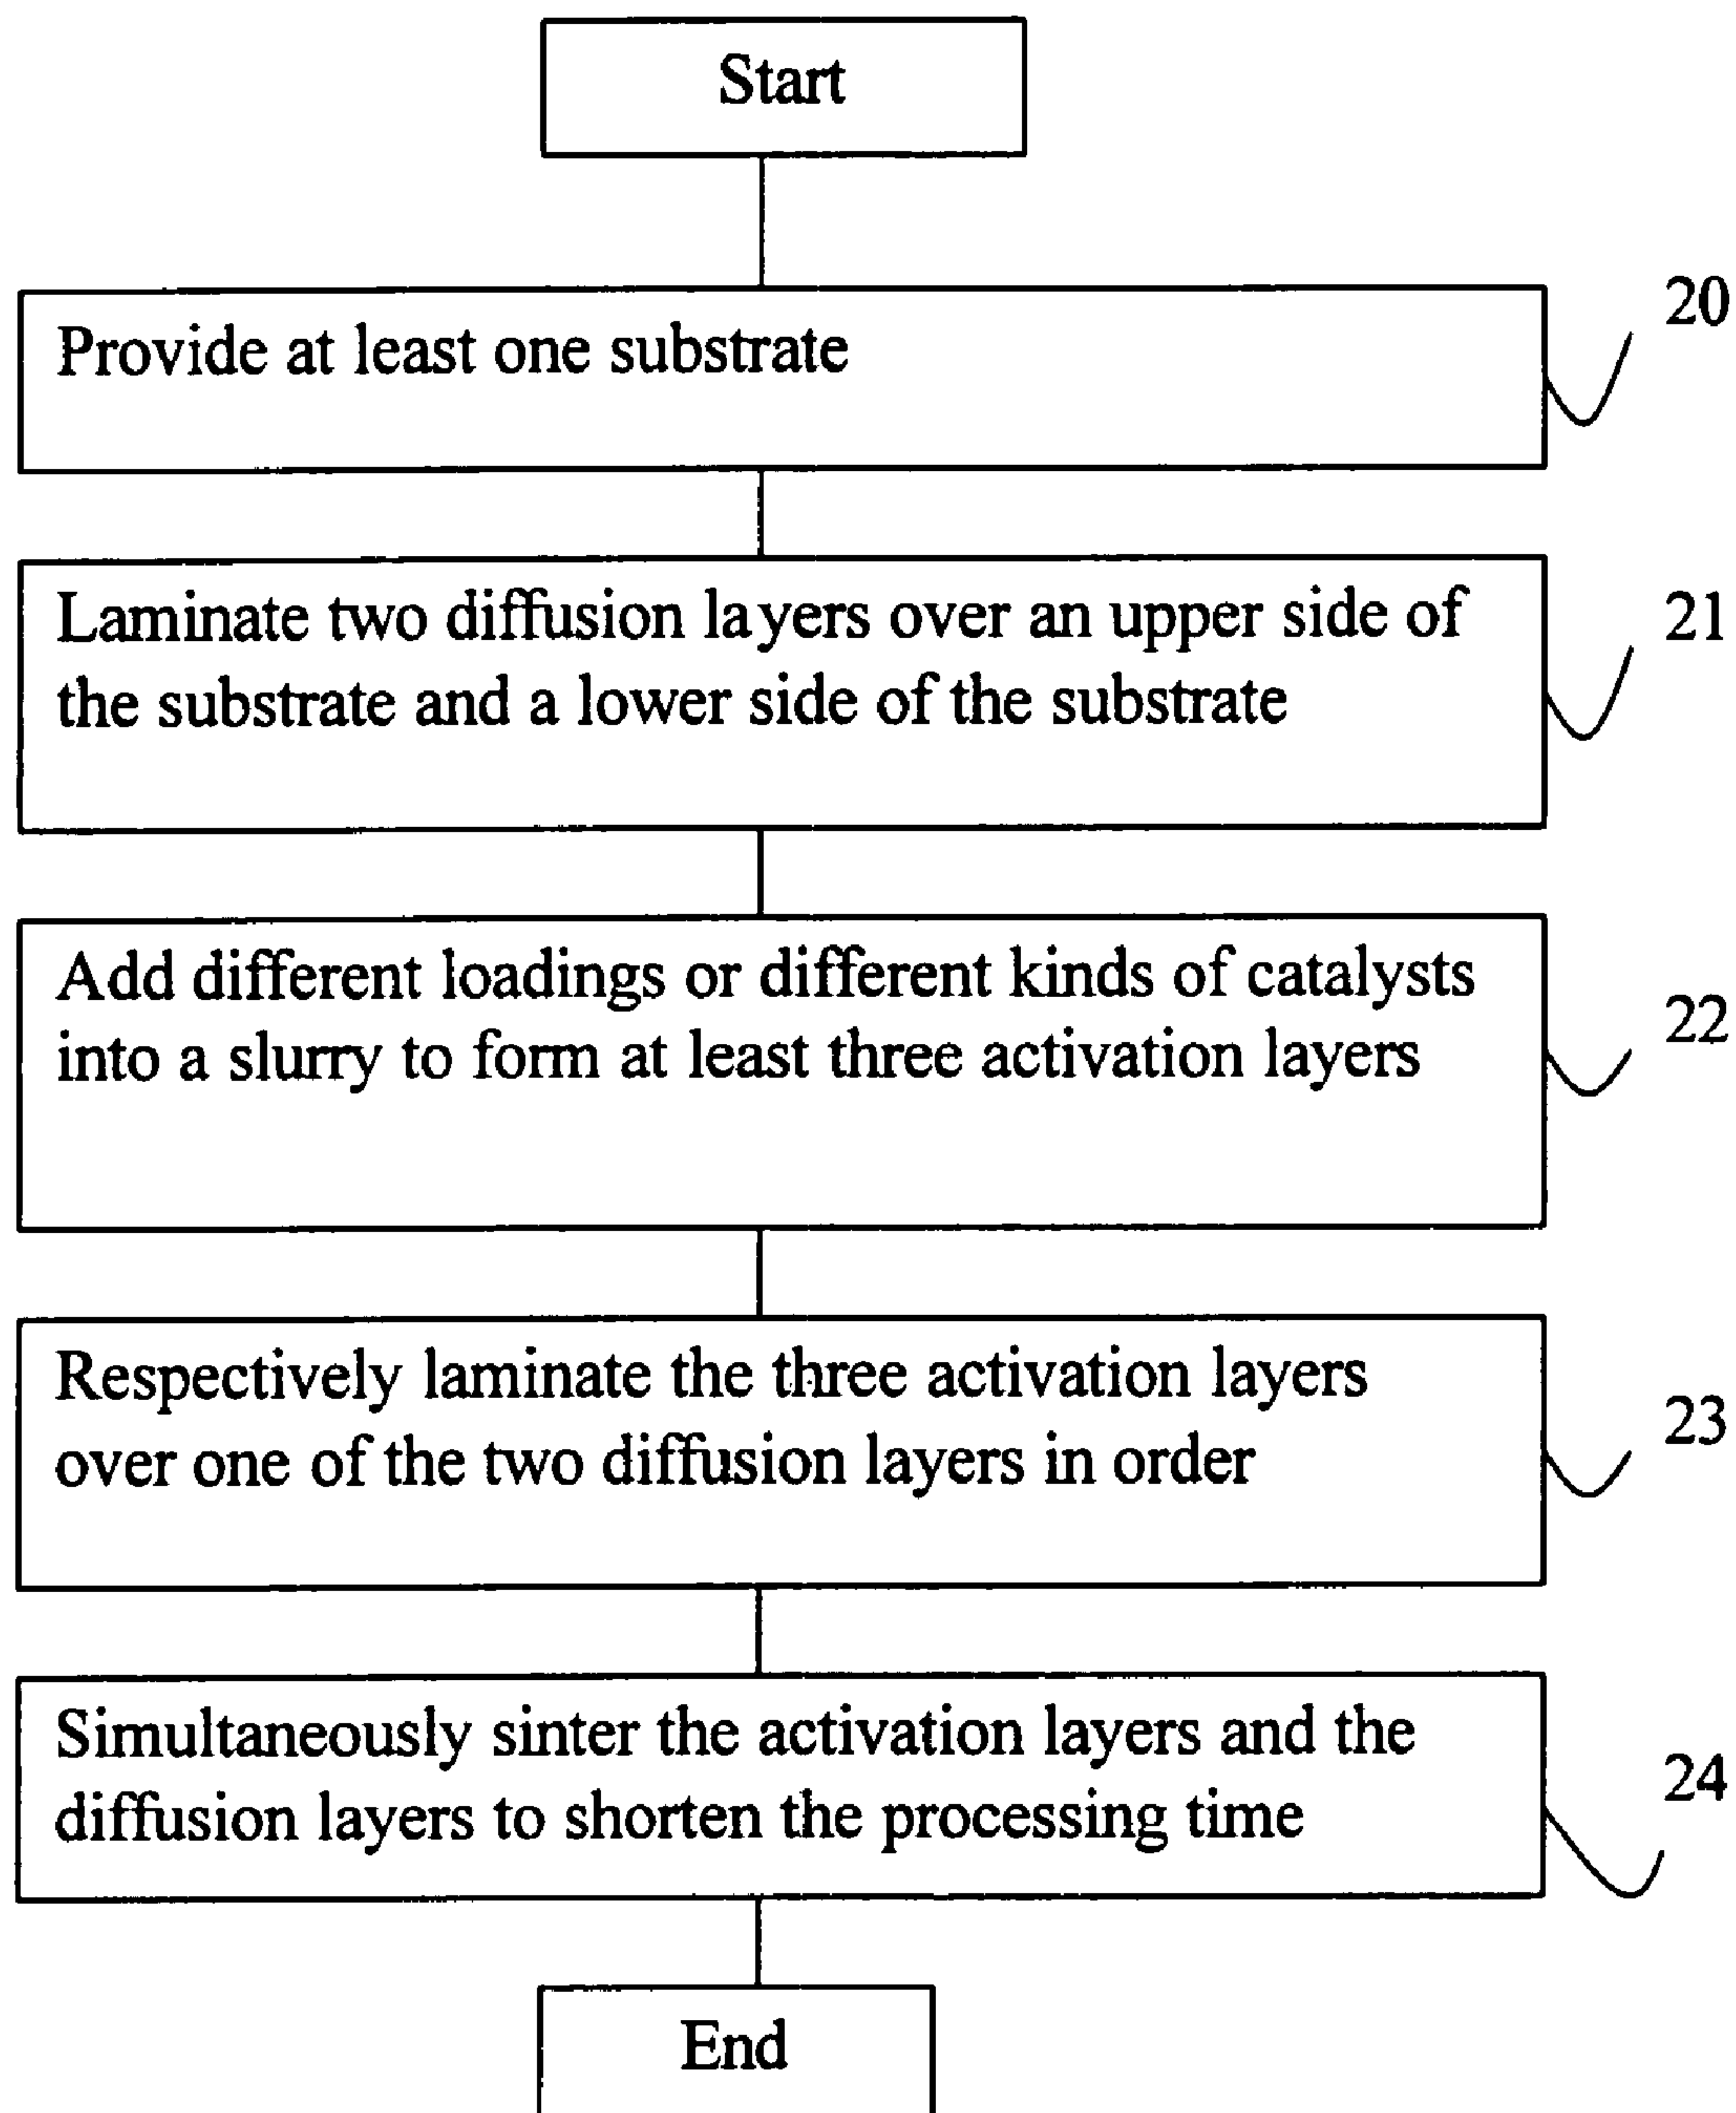 Start
20
Provide at least one substrate
21
Laminate two diffusion layers over an upper side of
the substrate and a lower side of the substrate
22
Add different loadings or different kinds of catalysts
into a slurry to form at least three activation layers
23
Respectively laminate the three activation layers
over one of the two diffusion layers in order
24
Simultaneously sinter the activation layers and the
diffusion layers to shorten the processing time
End